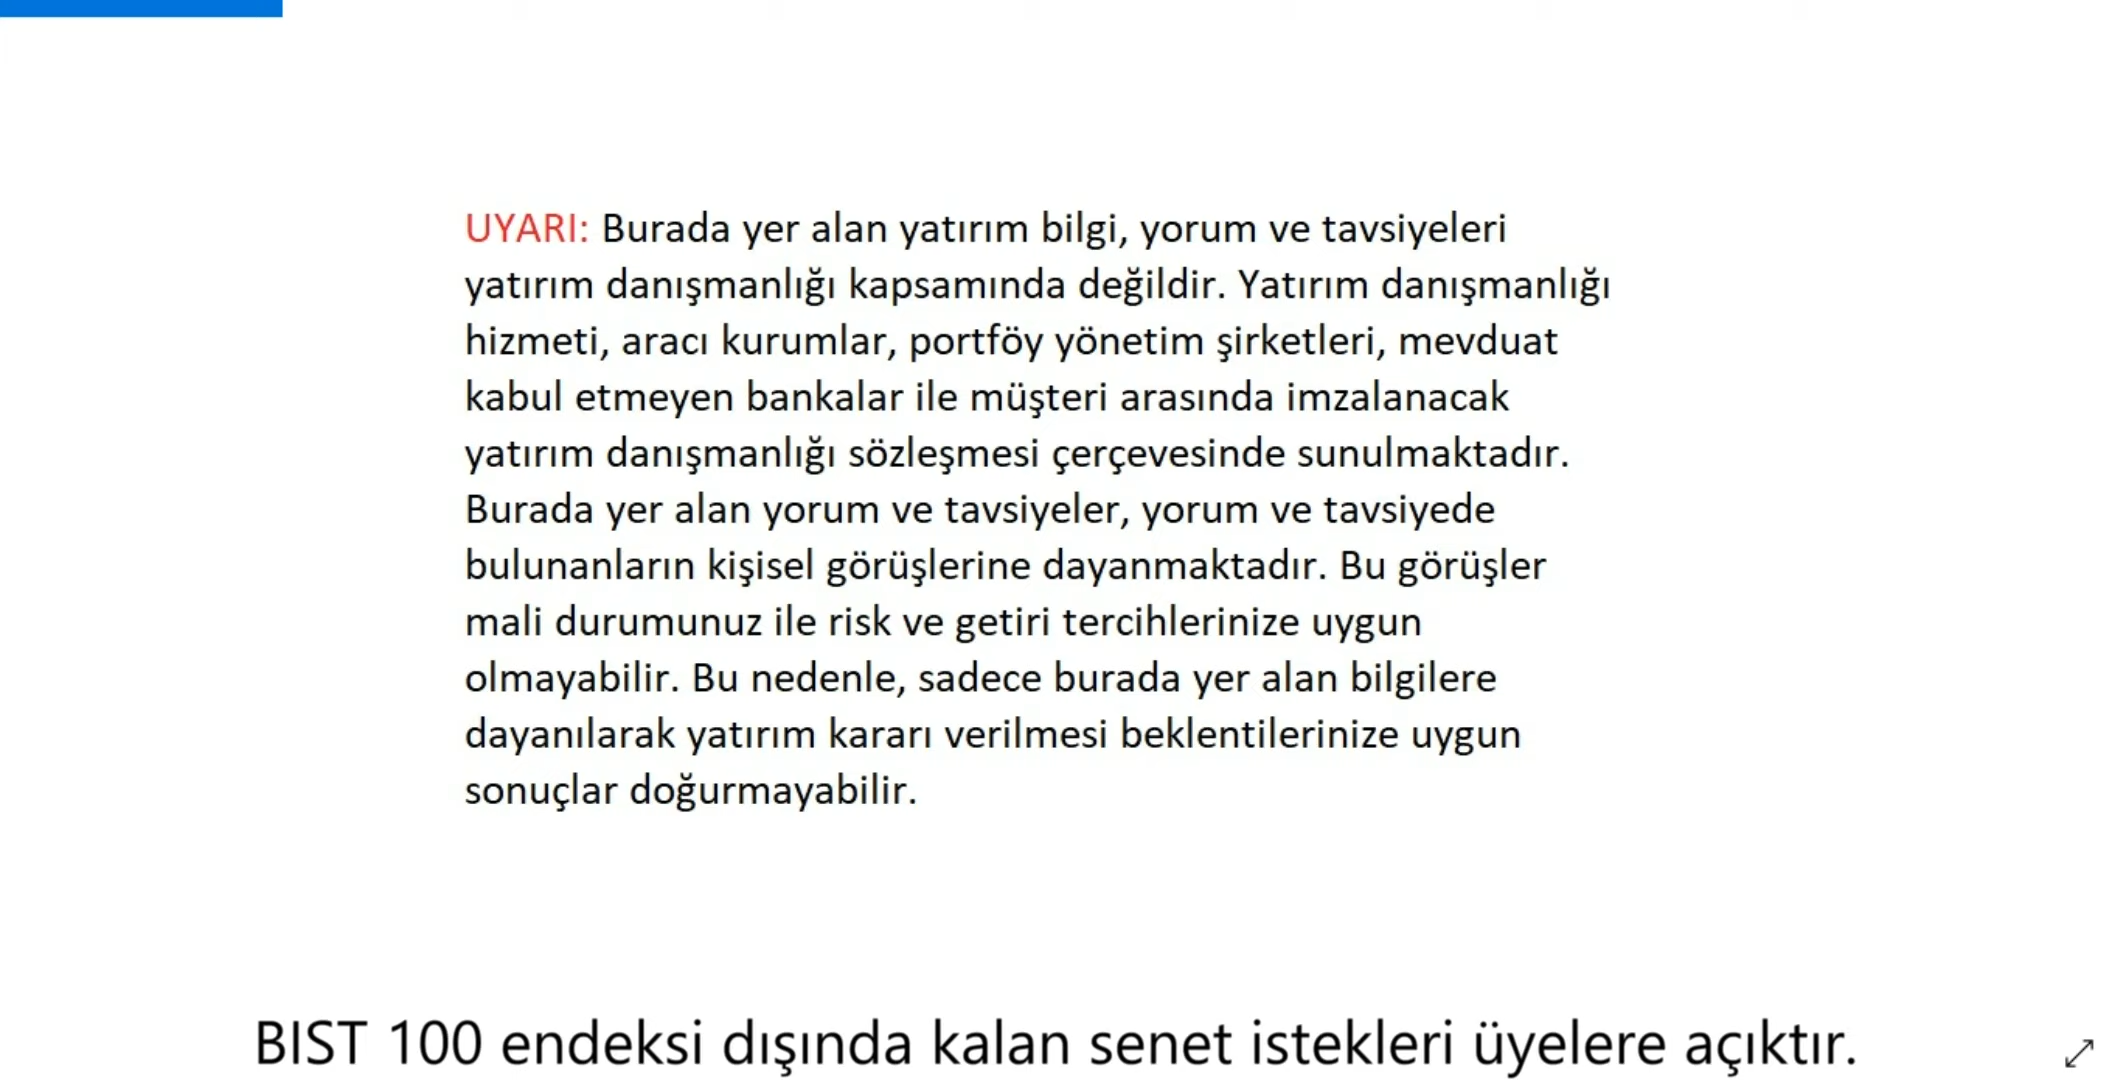 UYARI: Burada yer alan yatırım bilgi, yorum ve tavsiyeleri
yatırım danışmanlığı kapsamında değildir. Yatırım danışmanlığı
hizmeti, aracı kurumlar, portföy yönetim şirketleri, mevduat
kabul etmeyen bankalar ile müşteri arasında imzalanacak
yatırım danışmanlığı sözleşmesi çerçevesinde sunulmaktadır.
Burada yer alan yorum ve tavsiyeler, yorum ve tavsiyede
bulunanların kişisel görüşlerine dayanmaktadır. Bu görüşler
mali durumunuz ile risk ve getiri tercihlerinize uygun
olmayabilir. Bu nedenle, sadece burada yer alan bilgilere
dayanılarak yatırım kararı verilmesi beklentilerinize uygun
sonuçlar doğurmayabilir.
BIST 100 endeksi dışında kalan senet istekleri üyelere açıktır.